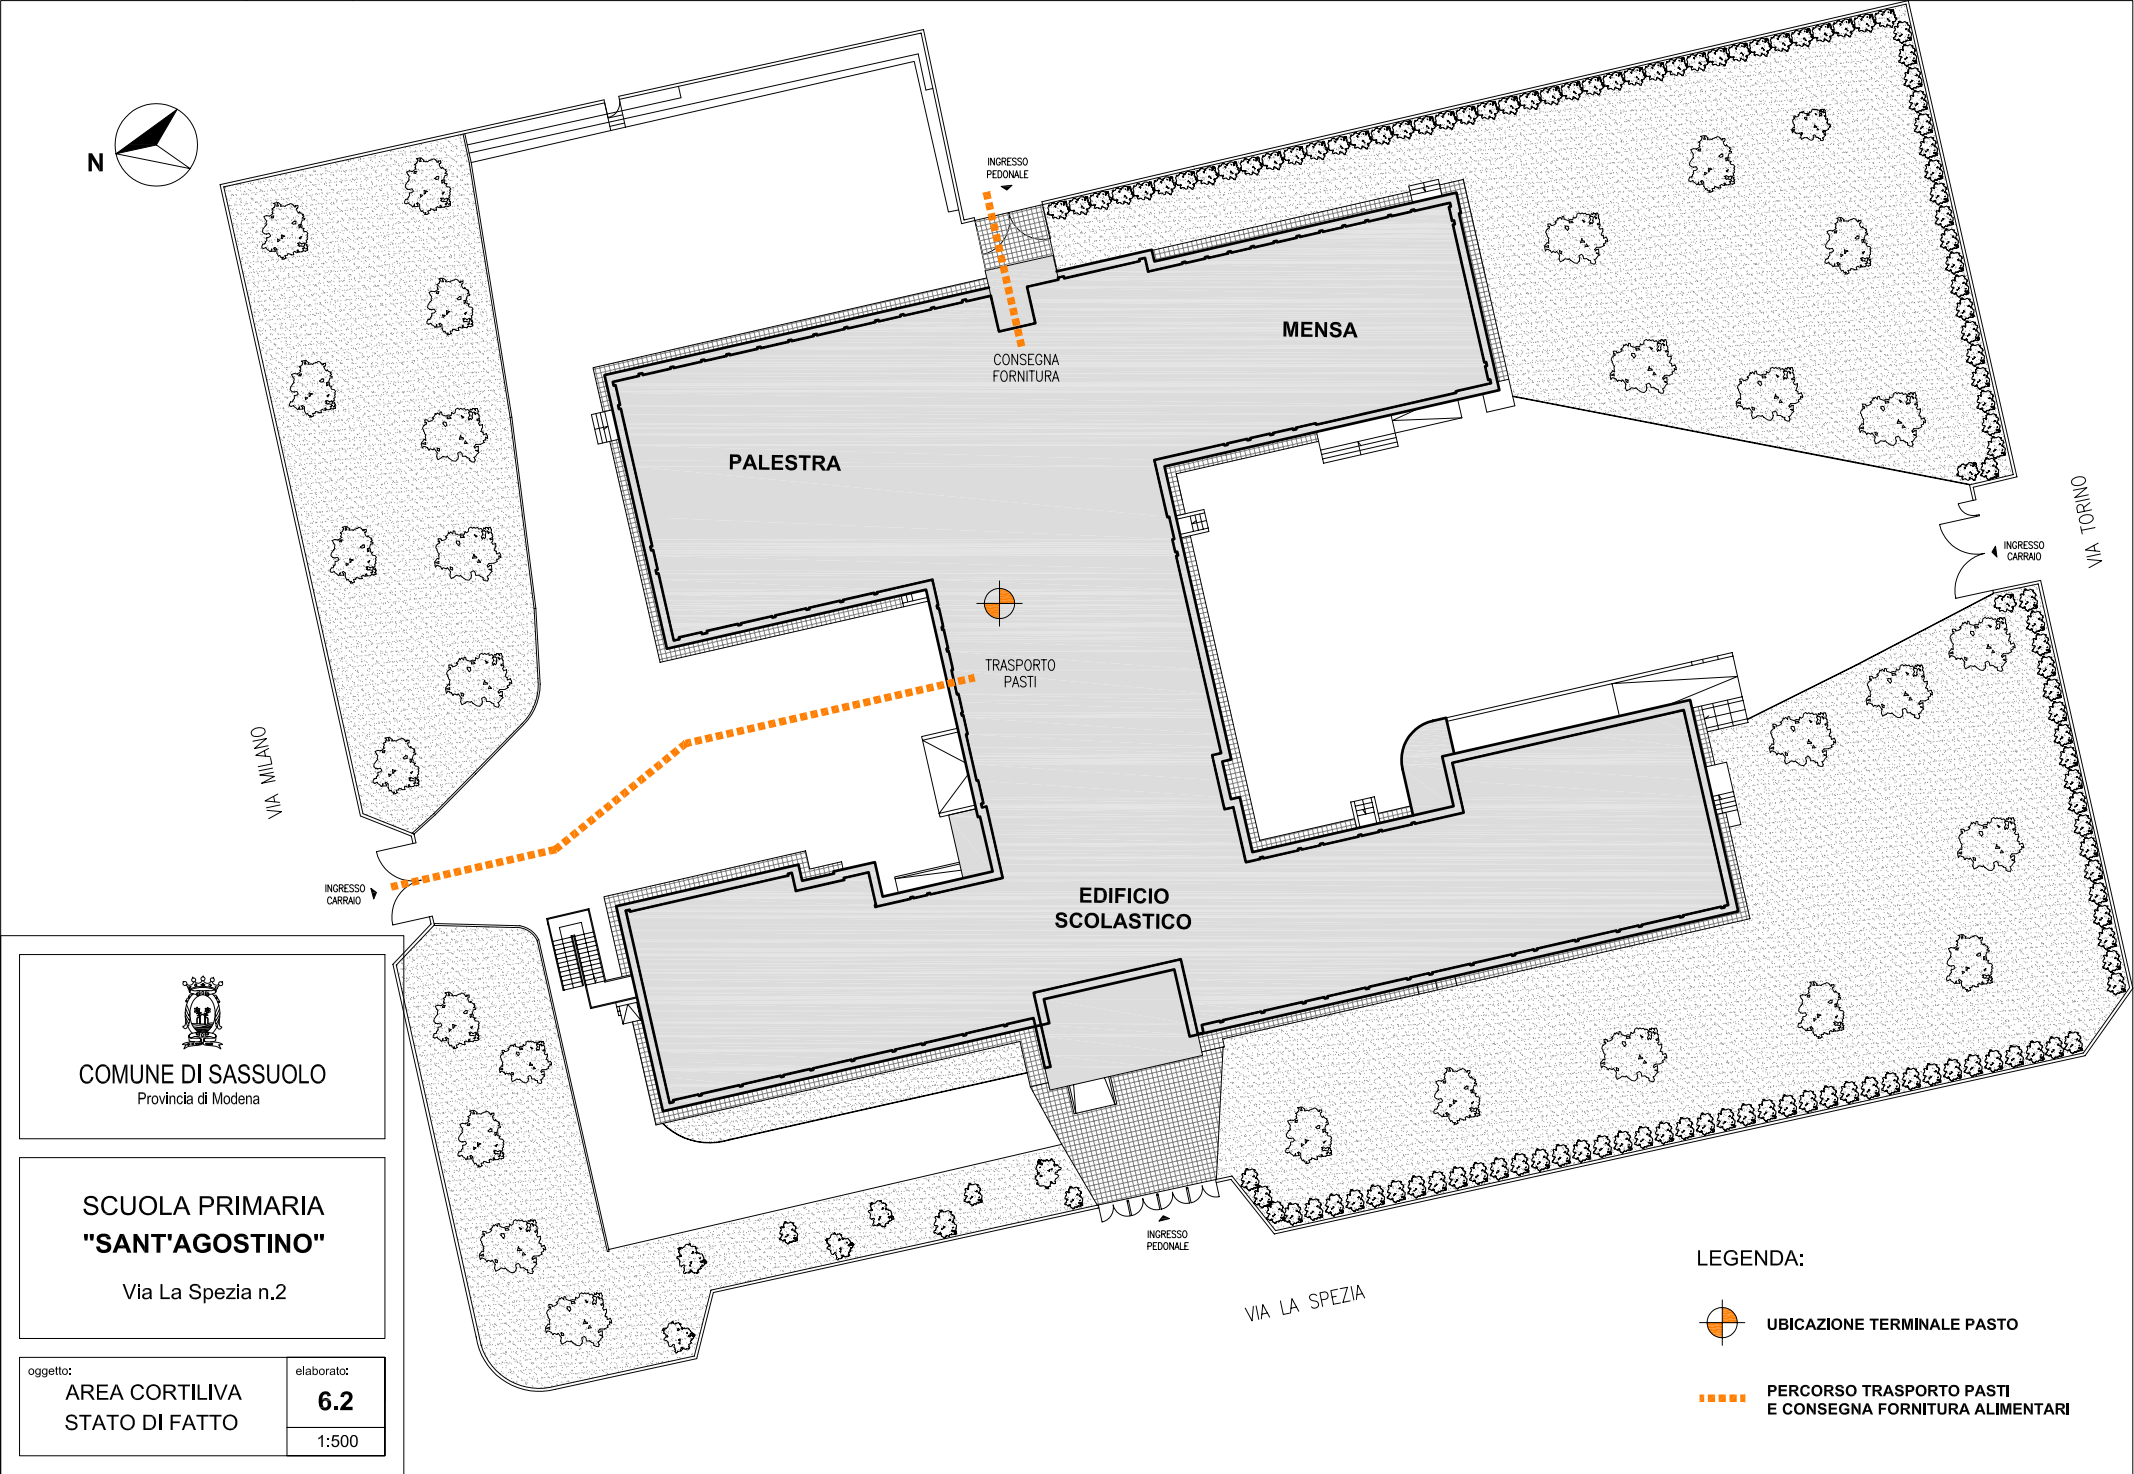 N
INGRESSO
PEDONALE
MENSA
CONSEGNA
FORNITURA
PALESTRA
VIA TORINO
INGRESSO
CARRAIO
TRASPORTO
PASTI
VIA MILANO
INGRESSO
CARRAIO
EDIFICIO
SCOLASTICO
INGRESSO
PEDONALE
VIA LA SPEZIA
COMUNE DI SASSUOLO
Provincia di Modena
SCUOLA PRIMARIA
"SANT'AGOSTINO"
Via La Spezia n.2
oggetto:
AREA CORTILIVA
STATO DI FATTO
elaborato:
6.2
1:500
LEGENDA:
UBICAZIONE TERMINALE PASTO
PERCORSO TRASPORTO PASTI
E CONSEGNA FORNITURA ALIMENTARI